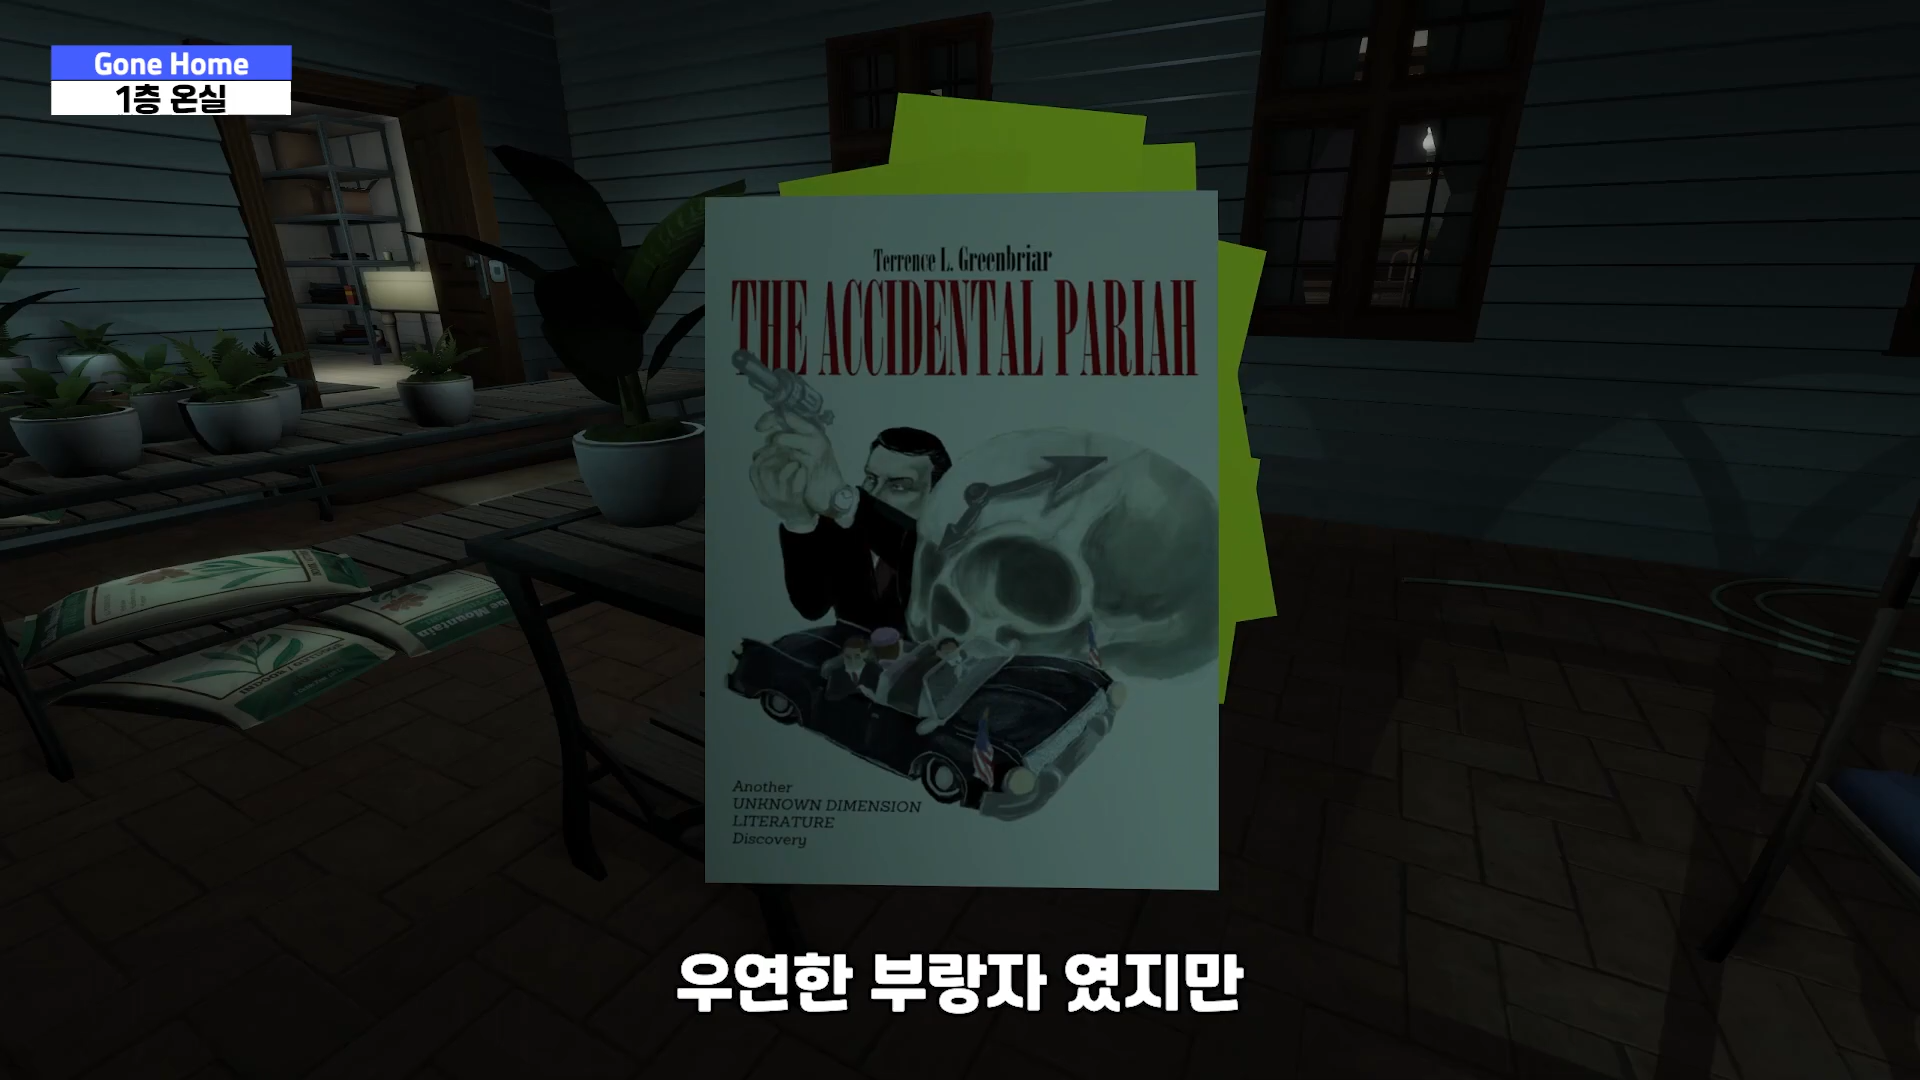 Gone Home
1층 온실
Terrence L. Greenbriar
THE ACCIDENTAL PARIAH
Another
UNKNOWN DIMENSION
LITERATURE
Discovery
우연한 부랑자 였지만